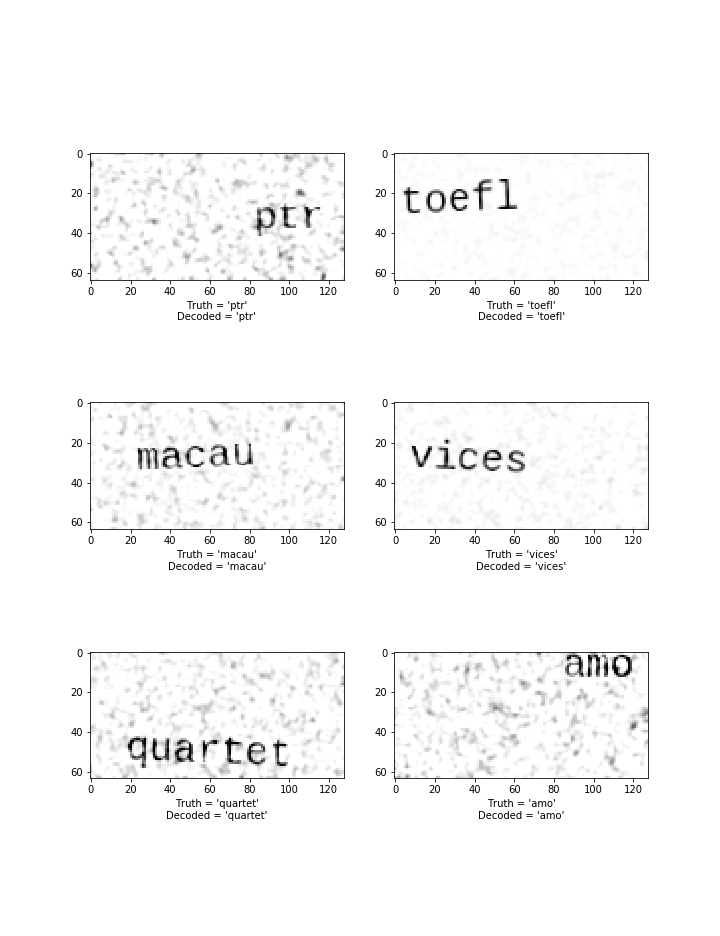 0
20
40
60
ptr
0 20 40 60 80 100 120
Truth = 'ptr'
Decoded = 'ptr'
0
20
40
60
toefl
0 20 40 60 80 100 120
Truth = 'toefl'
Decoded = 'toefl'
0
20
40
60
macau
0 20 40 60 80 100 120
Truth = 'macau'
Decoded = 'macau'
0
20
40
60
vices
0 20 40 60 80 100 120
Truth = 'vices'
Decoded = 'vices'
0
20
40
60
quartet
0 20 40 60 80 100 120
Truth = 'quartet'
Decoded = 'quartet'
0
20
40
60
amo
0 20 40 60 80 100 120
Truth = 'amo'
Decoded = 'amo'